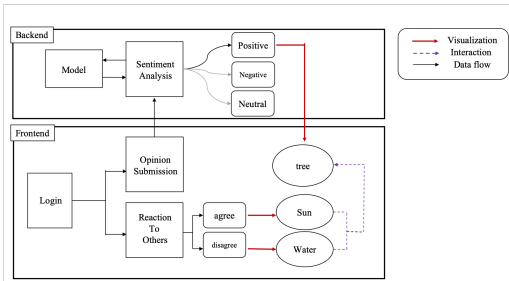 Backend
Model
Sentiment
Analysis
Positive
Negative
Neutral
Visualization
Interaction
Data flow
Frontend
Login
Opinion
Submission
Reaction
To
Others
agree
disagree
tree
Sun
Water